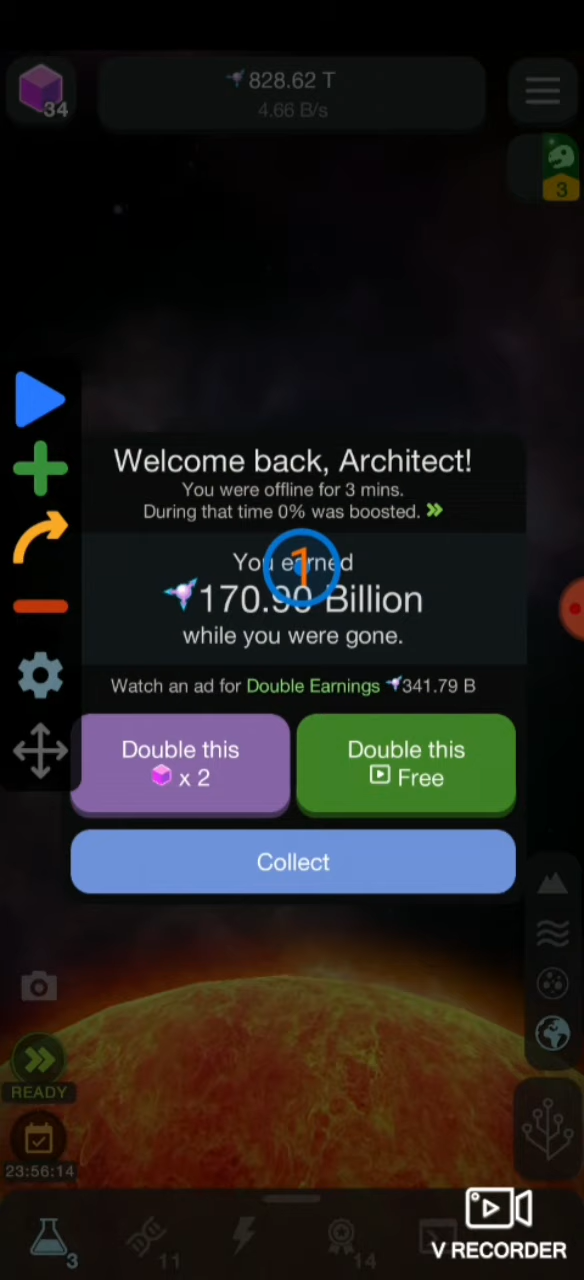 34
828.62 T
4.66 B/s
3
Welcome back, Architect!
You were offline for 3 mins.
During that time 0% was boosted.
You earned
1
170.90 Billion
while you were gone.
Watch an ad for Double Earnings 341.79 B
Double this
x 2
Double this
Free
Collect
READY
23:56:14
3
11
14
V RECORDER